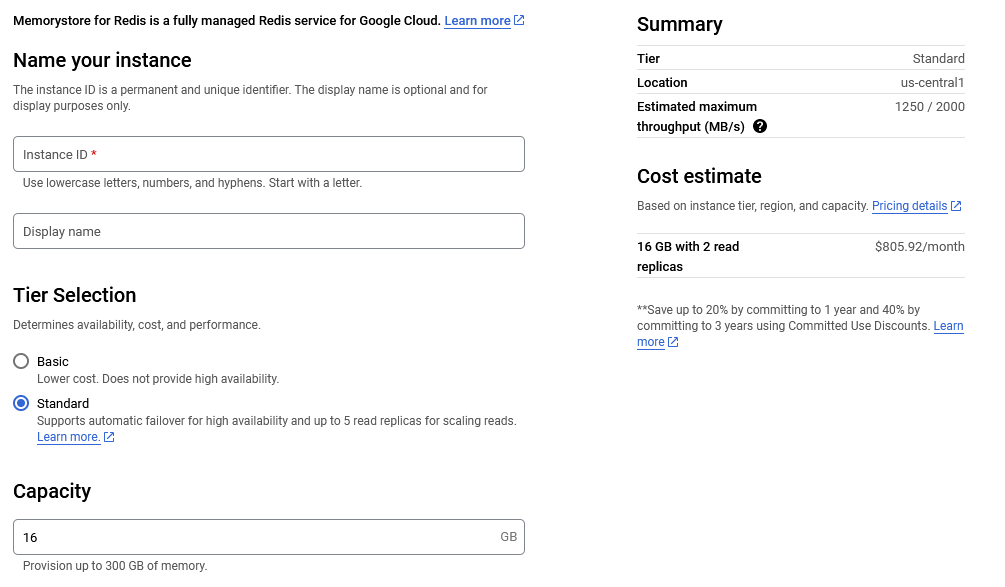 Memorystore for Redis is a fully managed Redis service for Google Cloud. Learn more
Name your instance
The instance ID is a permanent and unique identifier. The display name is optional and for
display purposes only.
Instance ID *
Use lowercase letters, numbers, and hyphens. Start with a letter.
Display name
Tier Selection
Determines availability, cost, and performance.
Basic
Lower cost. Does not provide high availability.
Standard
Supports automatic failover for high availability and up to 5 read replicas for scaling reads.
Learn more.
Capacity
16 GB
Provision up to 300 GB of memory.
Summary
Tier Standard
Location us-central1
Estimated maximum 1250 / 2000
throughput (MB/s) ?
Cost estimate
Based on instance tier, region, and capacity. Pricing details
16 GB with 2 read $805.92/month
replicas
**Save up to 20% by committing to 1 year and 40% by
committing to 3 years using Committed Use Discounts. Learn
more